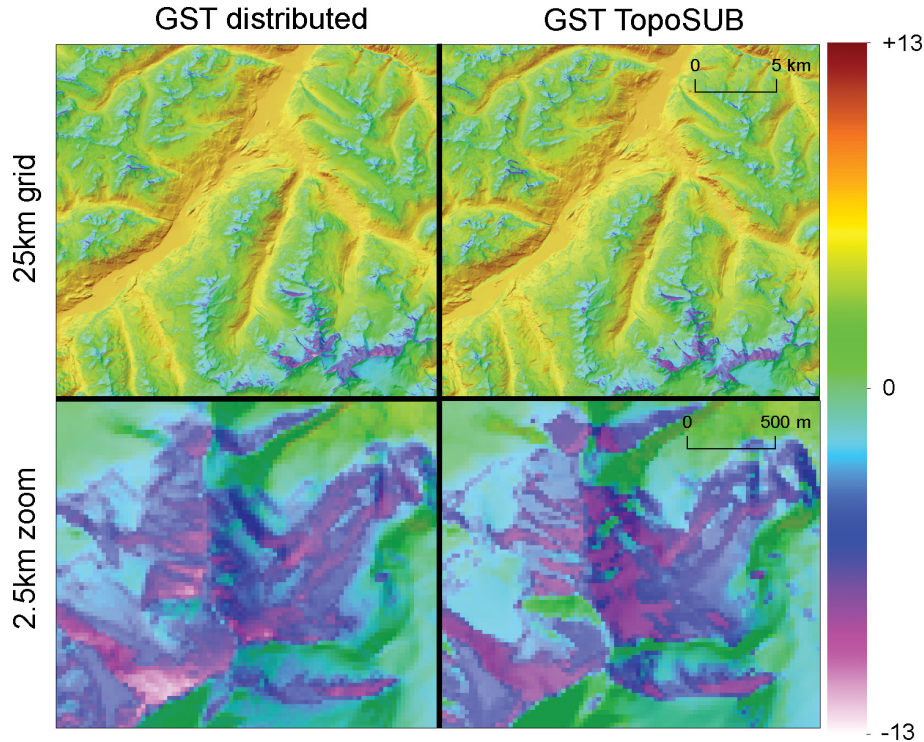 GST distributed
GST TopoSUB
25km grid
0 5 km
+13
0
2.5km zoom
0 500 m
-13